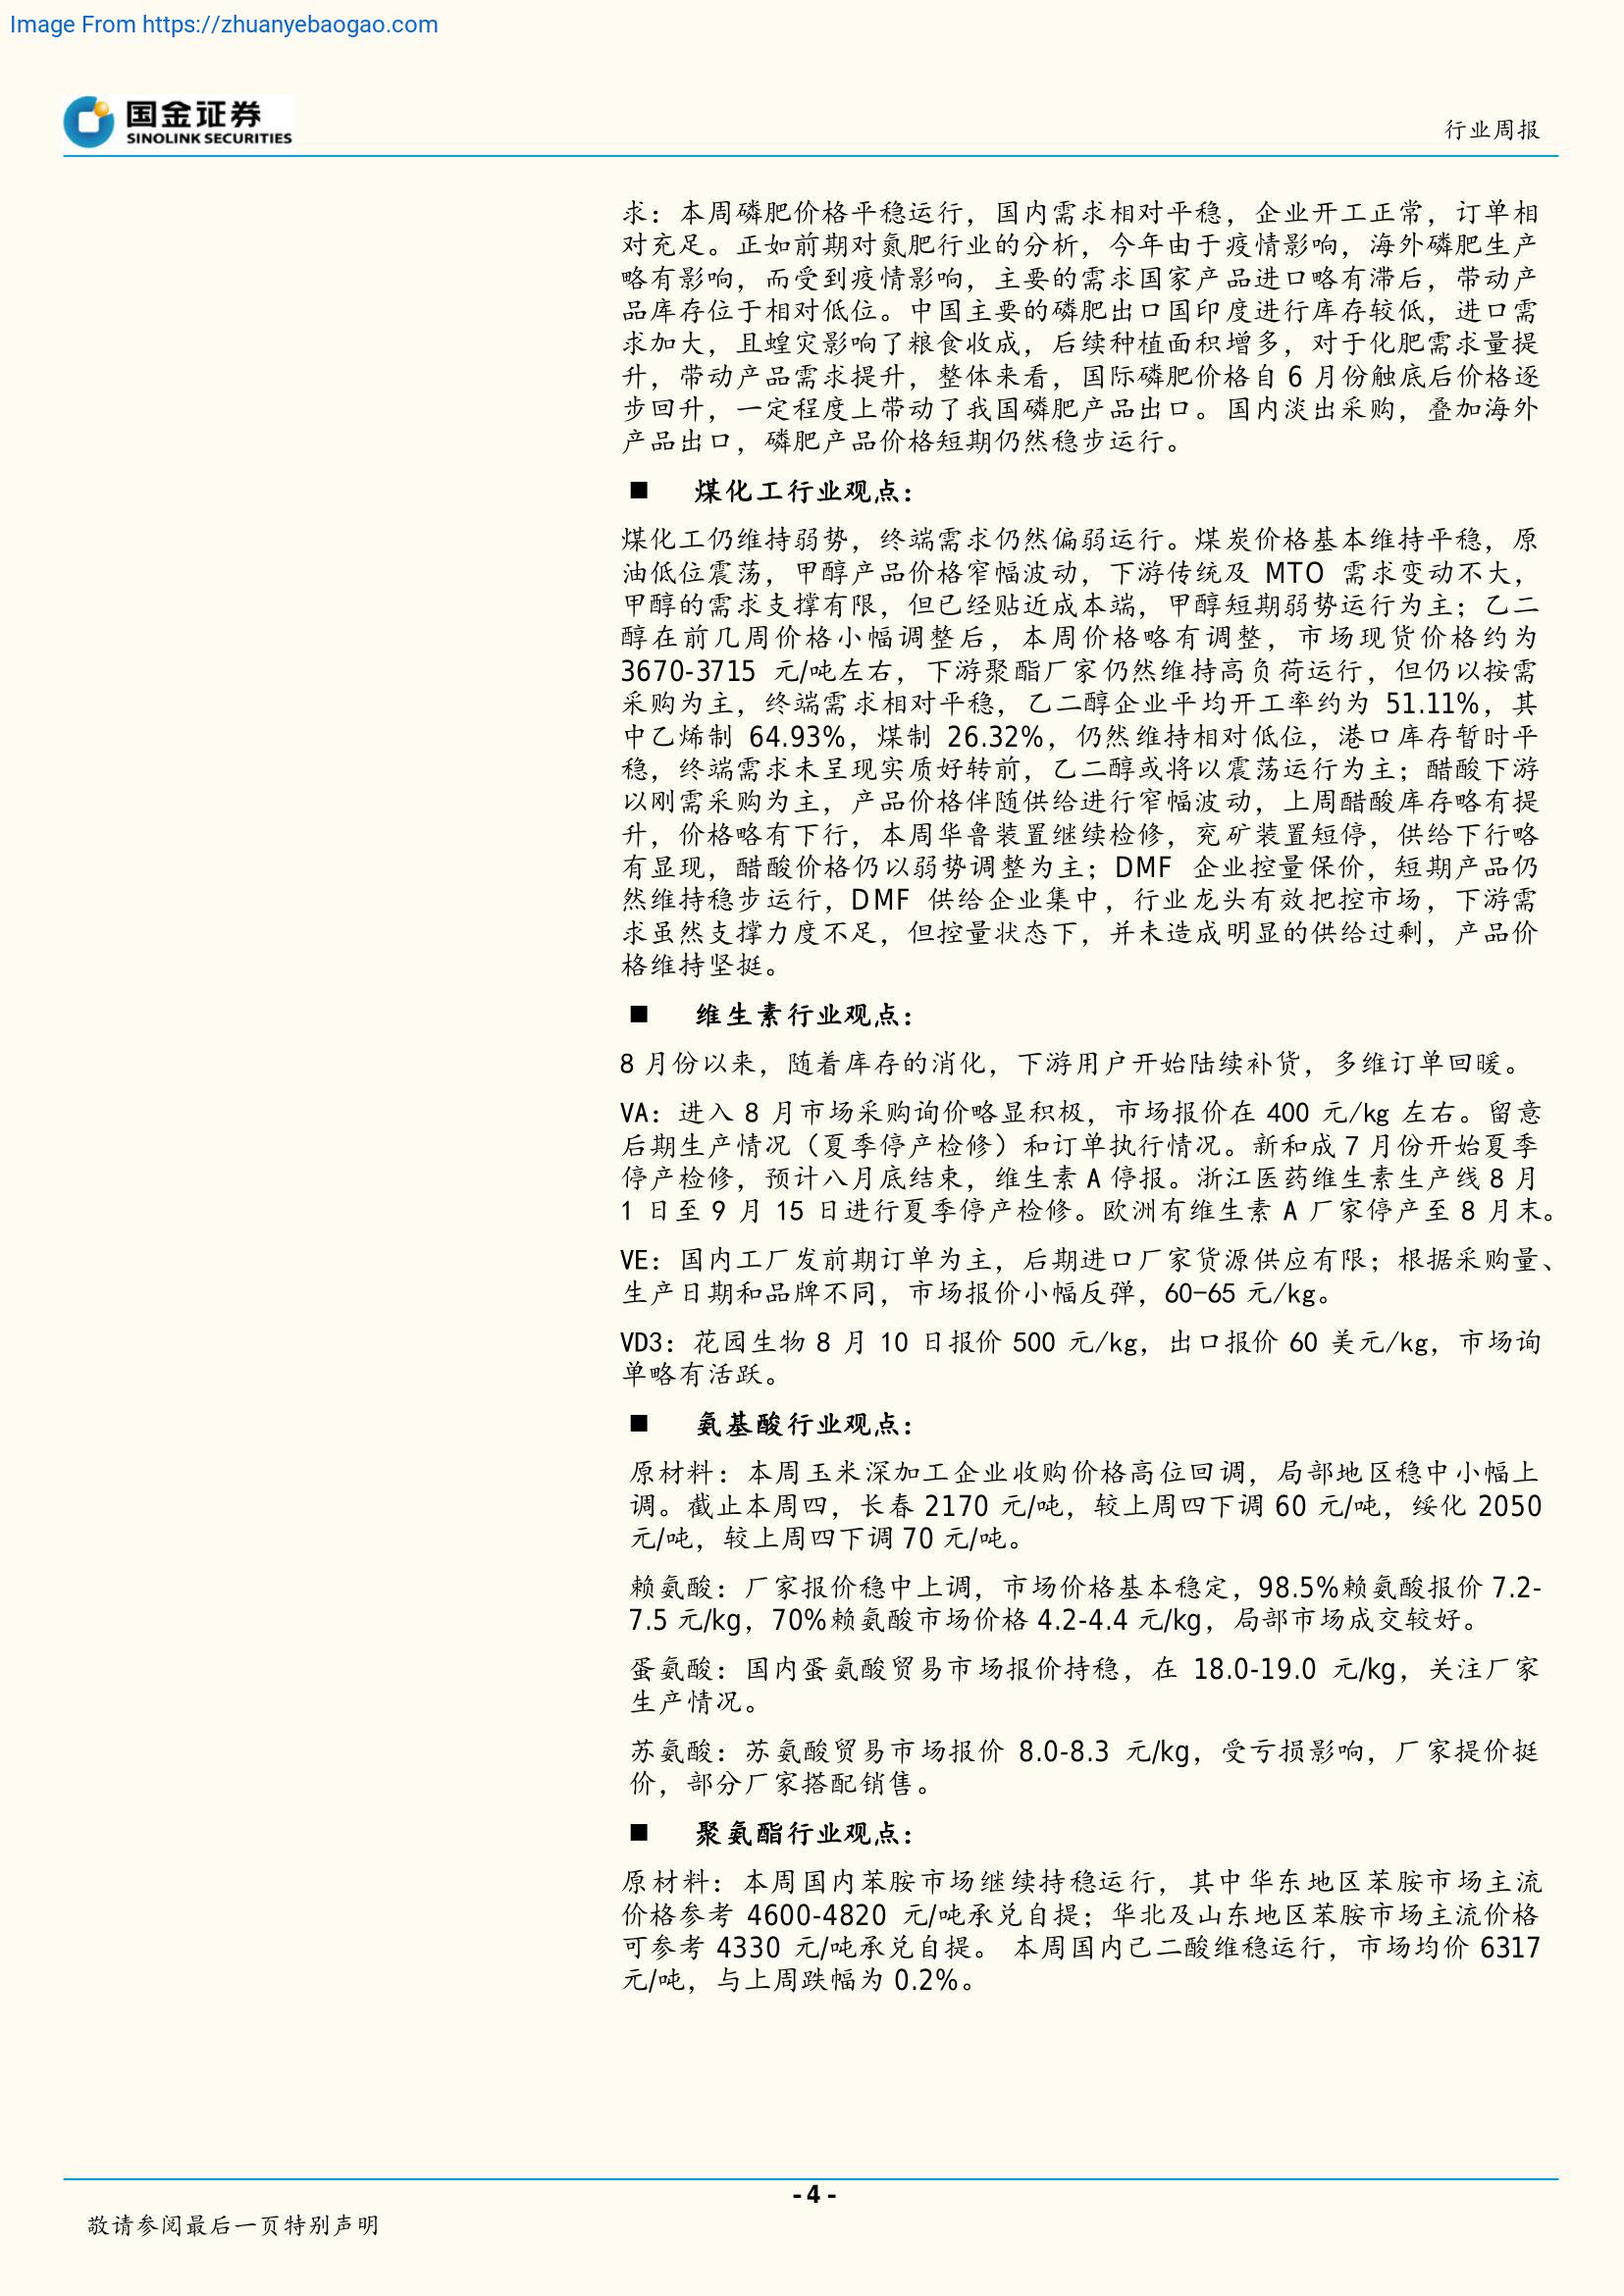 Image From https://zhuanyebaogao.com
国金证券
SINOLINK SECURITIES
行业周报
求：本周磷肥价格平稳运行，国内需求相对平稳，企业开工正常，订单相
对充足。正如前期对氮肥行业的分析，今年由于疫情影响，海外磷肥生产
略有影响，而受到疫情影响，主要的需求国家产品进口略有滞后，带动产
品库存位于相对低位。中国主要的磷肥出口国印度进行库存较低，进口需
求加大，且蝗灾影响了粮食收成，后续种植面积增多，对于化肥需求量提
升，带动产品需求提升，整体来看，国际磷肥价格自 6 月份触底后价格逐
步回升，一定程度上带动了我国磷肥产品出口。国内淡出采购，叠加海外
产品出口，磷肥产品价格短期仍然稳步运行。
■ 煤化工行业观点：
煤化工仍维持弱势，终端需求仍然偏弱运行。煤炭价格基本维持平稳，原
油低位震荡，甲醇产品价格窄幅波动，下游传统及 MTO 需求变动不大，
甲醇的需求支撑有限，但已经贴近成本端，甲醇短期弱势运行为主；乙二
醇在前几周价格小幅调整后，本周价格略有调整，市场现货价格约为
3670-3715 元/吨左右，下游聚酯厂家仍然维持高负荷运行，但仍以按需
采购为主，终端需求相对平稳，乙二醇企业平均开工率约为 51.11%，其
中乙烯制 64.93%，煤制 26.32%，仍然维持相对低位，港口库存暂时平
稳，终端需求未呈现实质好转前，乙二醇或将以震荡运行为主；醋酸下游
以刚需采购为主，产品价格伴随供给进行窄幅波动，上周醋酸库存略有提
升，价格略有下行，本周华鲁装置继续检修，兖矿装置短停，供给下行略
有显现，醋酸价格仍以弱势调整为主；DMF 企业控量保价，短期产品仍
然维持稳步运行，DMF 供给企业集中，行业龙头有效把控市场，下游需
求虽然支撑力度不足，但控量状态下，并未造成明显的供给过剩，产品价
格维持坚挺。
■ 维生素行业观点：
8 月份以来，随着库存的消化，下游用户开始陆续补货，多维订单回暖。
VA：进入 8 月市场采购询价略显积极，市场报价在 400 元/kg 左右。留意
后期生产情况（夏季停产检修）和订单执行情况。新和成 7 月份开始夏季
停产检修，预计八月底结束，维生素 A 停报。浙江医药维生素生产线 8 月
1 日至 9 月 15 日进行夏季停产检修。欧洲有维生素 A 厂家停产至 8 月末。
VE：国内工厂发前期订单为主，后期进口厂家货源供应有限；根据采购量、
生产日期和品牌不同，市场报价小幅反弹，60-65 元/kg。
VD3：花园生物 8 月 10 日报价 500 元/kg，出口报价 60 美元/kg，市场询
单略有活跃。
■ 氨基酸行业观点：
原材料：本周玉米深加工企业收购价格高位回调，局部地区稳中小幅上
调。截止本周四，长春 2170 元/吨，较上周四下调 60 元/吨，绥化 2050
元/吨，较上周四下调 70 元/吨。
赖氨酸：厂家报价稳中上调，市场价格基本稳定，98.5%赖氨酸报价 7.2-
7.5 元/kg，70%赖氨酸市场价格 4.2-4.4 元/kg，局部市场成交较好。
蛋氨酸：国内蛋氨酸贸易市场报价持稳，在 18.0-19.0 元/kg，关注厂家
生产情况。
苏氨酸：苏氨酸贸易市场报价 8.0-8.3 元/kg，受亏损影响，厂家提价挺
价，部分厂家搭配销售。
■ 聚氨酯行业观点：
原材料：本周国内苯胺市场继续持稳运行，其中华东地区苯胺市场主流
价格参考 4600-4820 元/吨承兑自提；华北及山东地区苯胺市场主流价格
可参考 4330 元/吨承兑自提。 本周国内己二酸维稳运行，市场均价 6317
元/吨，与上周跌幅为 0.2%。
- 4 -
敬请参阅最后一页特别声明